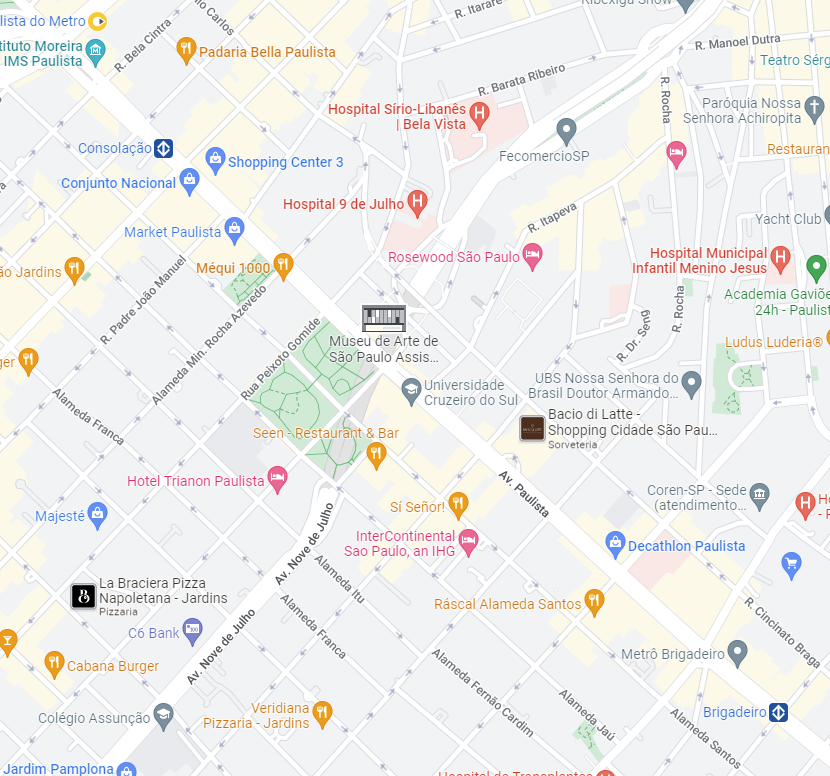 Ribexiga Show
R. Itararé
lista do Metro
R. Bela Cintra
R. Manoel Dutra
tituto Moreira
IMS Paulista
Padaria Bella Paulista
Teatro Sérg
R. Barata Ribeiro
R. Rocha
Paróquia Nossa
Senhora Achiropita
Hospital Sírio-Libanês
| Bela Vista
Consolação
FecomercioSP
Restauran
Shopping Center 3
Conjunto Nacional
Hospital 9 de Julho
R. Itapeva
Yacht Club
Market Paulista
Rosewood São Paulo
Hospital Municipal
Infantil Menino Jesus
ão Jardins
Méqui 1000
R. Padre João Manuel
Alameda Min. Rocha Azevedo
Academia Gaviõe
24h - Paulist
R. Rocha
R. Dr. Seng
Rua Peixoto Gomide
Museu de Arte de
São Paulo Assis...
Ludus Luderia®
ger
Universidade
Cruzeiro do Sul
UBS Nossa Senhora do
Brasil Doutor Armando...
Alameda Franca
Bacio di Latte -
Shopping Cidade São Pau...
Sorveteria
Seen - Restaurant & Bar
Hotel Trianon Paulista
Av. Paulista
Coren-SP - Sede
(atendimento...
Ho
- P
Majesté
Sí Señor!
Av. Nove de Julho
InterContinental
Sao Paulo, an IHG
Decathlon Paulista
La Braciera Pizza
Napoletana - Jardins
Pizzaria
Alameda Itu
Ráscal Alameda Santos
C6 Bank
Alameda Franca
R. Cincinato Braga
Av. Nove de Julho
Cabana Burger
Metrô Brigadeiro
Alameda Fernão Cardim
Colégio Assunção
Veridiana
Pizzaria - Jardins
Alameda Jaú
Brigadeiro
Alameda Santos
Jardim Pamplona
Hospital de Transplantes